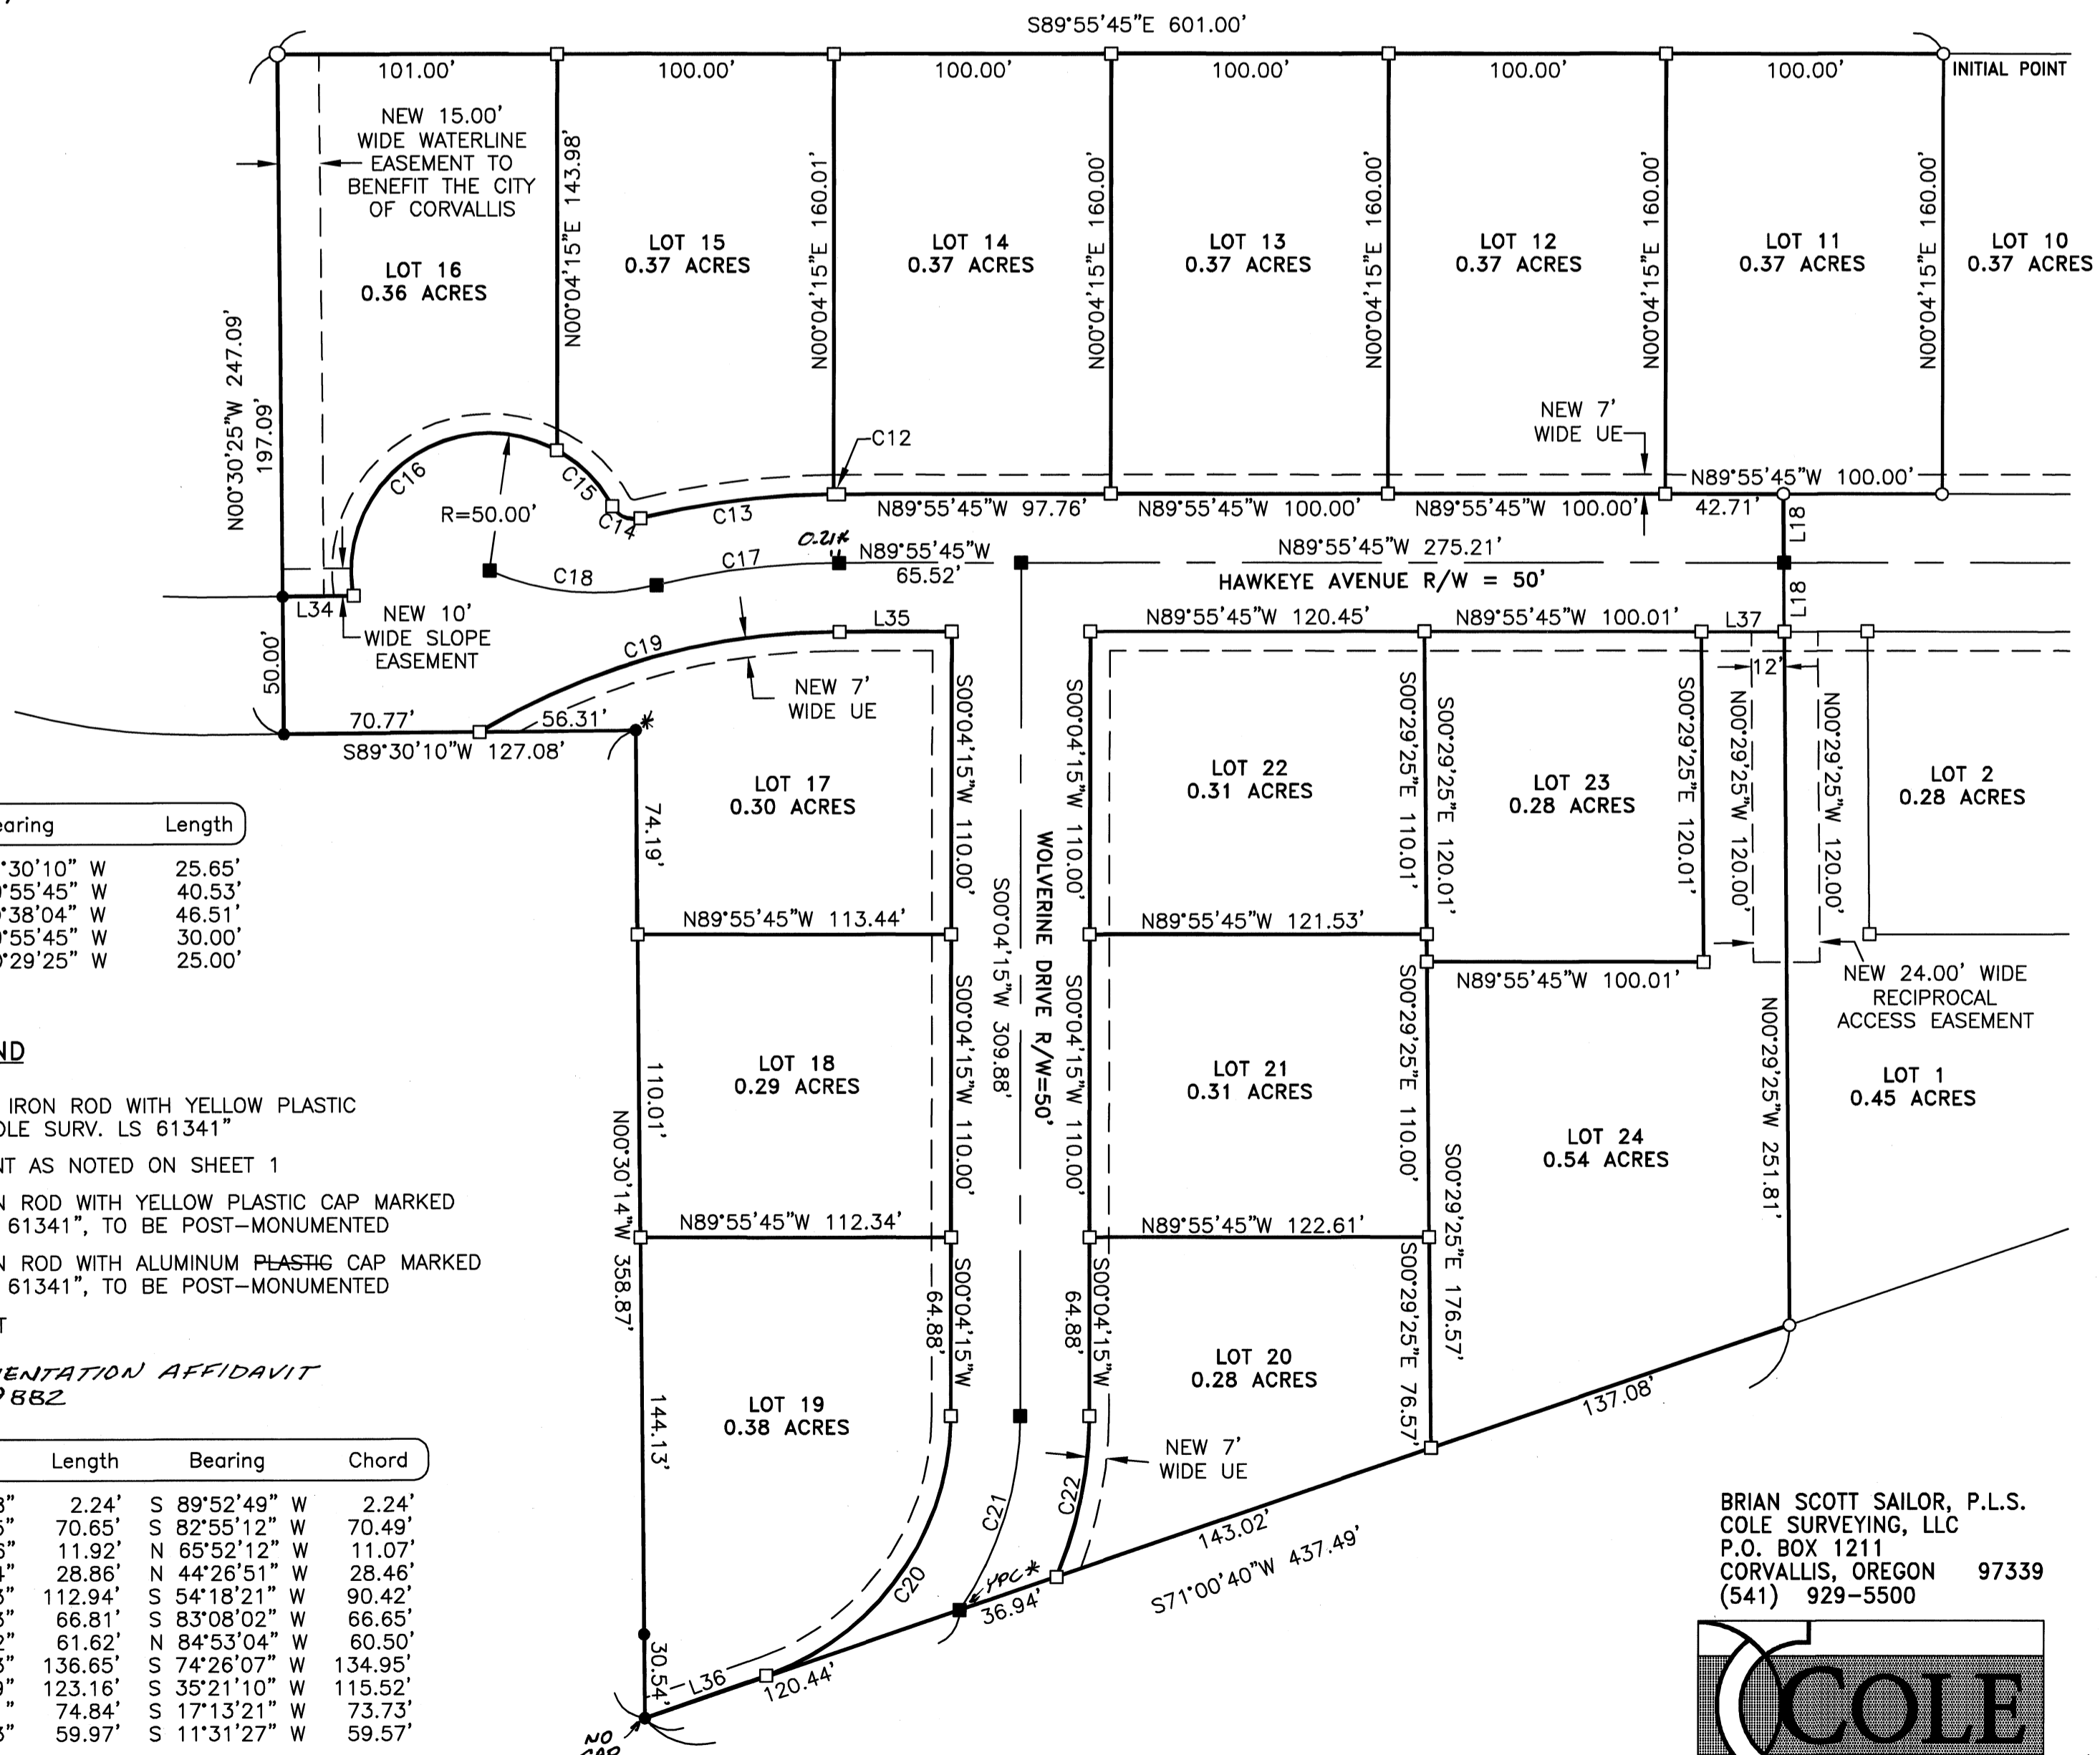 S89°55'45"E 601.00'
101.00'
100.00'
100.00'
100.00'
100.00'
100.00'
INITIAL POINT
NEW 15.00'
WIDE WATERLINE
EASEMENT TO
BENEFIT THE CITY
OF CORVALLIS
N00°04'15"E 143.98'
N00°04'15"E 160.01'
N00°04'15"E 160.00'
N00°04'15"E 160.00'
N00°04'15"E 160.00'
N00°04'15"E 160.00'
LOT 16
0.36 ACRES
LOT 15
0.37 ACRES
LOT 14
0.37 ACRES
LOT 13
0.37 ACRES
LOT 12
0.37 ACRES
LOT 11
0.37 ACRES
LOT 10
0.37 ACRES
N00°30'25"W 247.09'
197.09'
C16
R=50.00'
C15
C14
C13
C12
NEW 7'
WIDE UE
N89°55'45"W 97.76'
N89°55'45"W 100.00'
N89°55'45"W 100.00'
N89°55'45"W 100.00'
42.71'
L18
L18
0.21*
C18
C17
N89°55'45"W
65.52'
N89°55'45"W 275.21'
HAWKEYE AVENUE R/W = 50'
L34
NEW 10'
WIDE SLOPE
EASEMENT
50.00'
C19
L35
N89°55'45"W 120.45'
N89°55'45"W 100.01'
L37
12'
NEW 7'
WIDE UE
70.77'
56.31'
*
S89°30'10"W 127.08'
74.19'
LOT 17
0.30 ACRES
S00°04'15"W 110.00'
S00°04'15"W 110.00'
LOT 22
0.31 ACRES
S00°29'25"E 110.01'
S00°29'25"E 120.01'
LOT 23
0.28 ACRES
S00°29'25"E 120.01'
N00°29'25"W 120.00'
N00°29'25"W 120.00'
LOT 2
0.28 ACRES
earing Length
°30'10" W 25.65'
°55'45" W 40.53'
°38'04" W 46.51'
°55'45" W 30.00'
°29'25" W 25.00'
N89°55'45"W 113.44'
S00°04'15"W 309.88'
WOLVERINE DRIVE R/W=50'
N89°55'45"W 121.53'
N89°55'45"W 100.01'
NEW 24.00' WIDE
RECIPROCAL
ACCESS EASEMENT
ND
IRON ROD WITH YELLOW PLASTIC
OLE SURV. LS 61341"
NT AS NOTED ON SHEET 1
N ROD WITH YELLOW PLASTIC CAP MARKED
61341", TO BE POST-MONUMENTED
N ROD WITH ALUMINUM PLASTIC CAP MARKED
61341", TO BE POST-MONUMENTED
T
ENTATION AFFIDAVIT
9882
110.01'
N00°30'14"W 358.87'
LOT 18
0.29 ACRES
S00°04'15"W 110.00'
S00°04'15"W 110.00'
LOT 21
0.31 ACRES
S00°29'25"E 110.00'
S00°29'25"E 176.57'
LOT 24
0.54 ACRES
N00°29'25"W 251.81'
LOT 1
0.45 ACRES
N89°55'45"W 112.34'
N89°55'45"W 122.61'
144.13'
LOT 19
0.38 ACRES
64.88'
S00°04'15"W
64.88'
S00°04'15"W
LOT 20
0.28 ACRES
S00°29'25"E 76.57'
137.08'
NEW 7'
WIDE UE
C20
C21
C22
YPC*
36.94'
143.02'
S71°00'40"W 437.49'
30.54'
L36
120.44'
NO
CAP
Length Bearing Chord
3" 2.24' S 89°52'49" W 2.24'
5" 70.65' S 82°55'12" W 70.49'
6" 11.92' N 65°52'12" W 11.07'
4" 28.86' N 44°26'51" W 28.46'
3" 112.94' S 54°18'21" W 90.42'
3" 66.81' S 83°08'02" W 66.65'
2" 61.62' N 84°53'04" W 60.50'
3" 136.65' S 74°26'07" W 134.95'
9" 123.16' S 35°21'10" W 115.52'
" 74.84' S 17°13'21" W 73.73'
3" 59.97' S 11°31'27" W 59.57'
BRIAN SCOTT SAILOR, P.L.S.
COLE SURVEYING, LLC
P.O. BOX 1211
CORVALLIS, OREGON 97339
(541) 929-5500
COLE